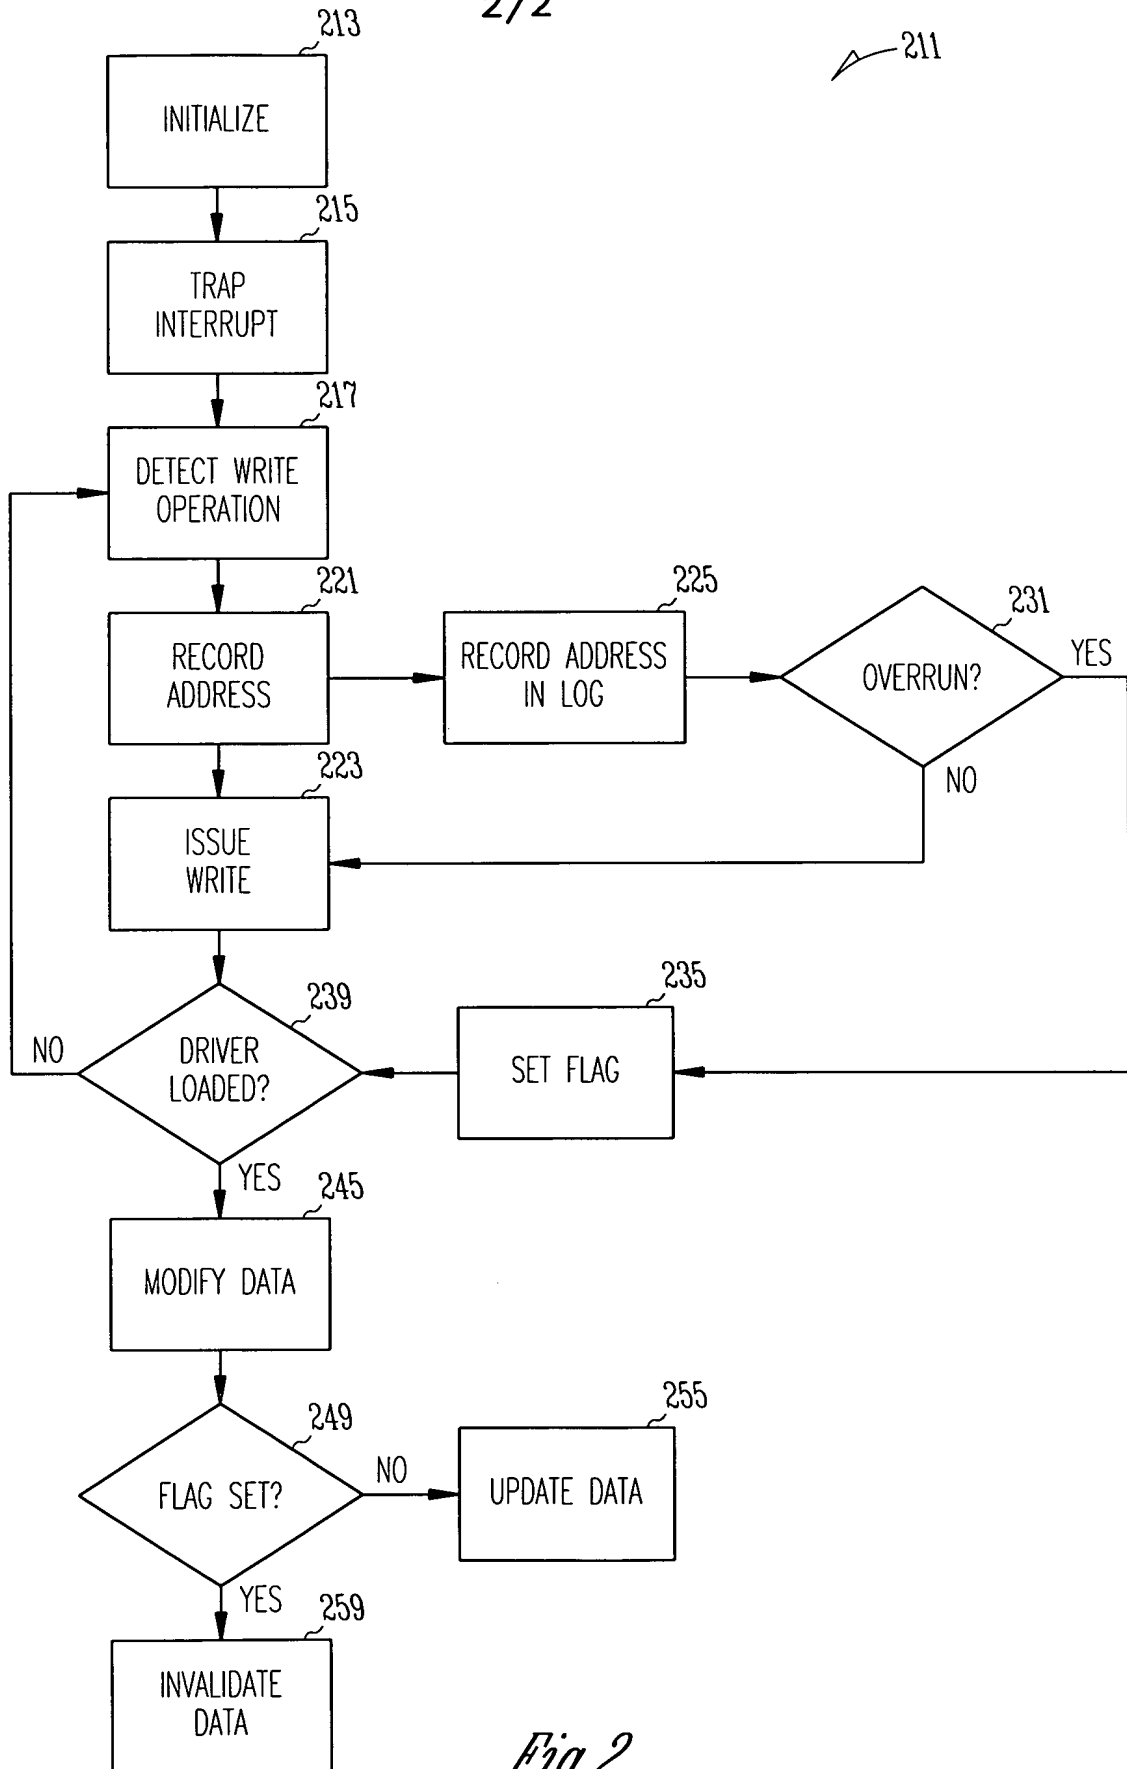 2/2
213
211
INITIALIZE
215
TRAP
INTERRUPT
217
DETECT WRITE
OPERATION
221
RECORD
ADDRESS
225
RECORD ADDRESS
IN LOG
231
OVERRUN?
YES
NO
223
ISSUE
WRITE
239
DRIVER
LOADED?
NO
235
SET FLAG
YES
245
MODIFY DATA
249
FLAG SET?
NO
255
UPDATE DATA
YES
259
INVALIDATE
DATA
Fig. 2